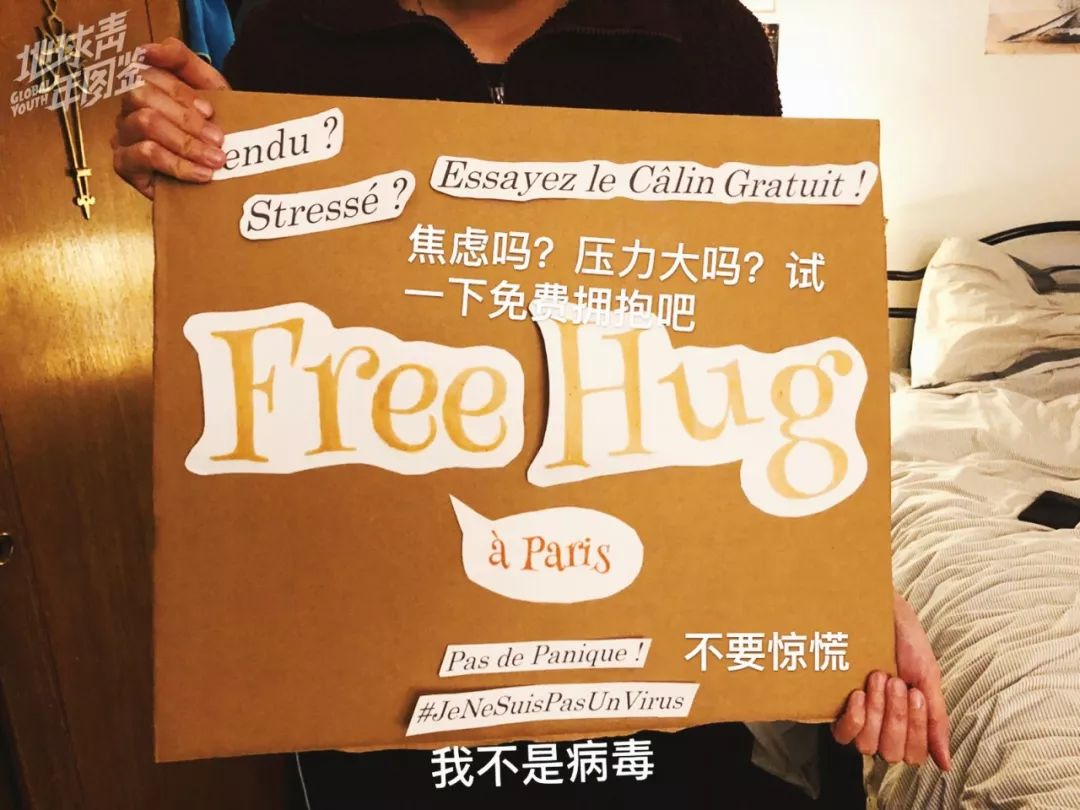 地球青
年图鉴
GLOBAL
YOUTH
endu ?
Stressé ?
Essayez le Câlin Gratuit !
焦虑吗？压力大吗？试
一下免费拥抱吧
Free Hug
à Paris
Pas de Panique !
不要惊慌
#JeNeSuisPasUnVirus
我不是病毒